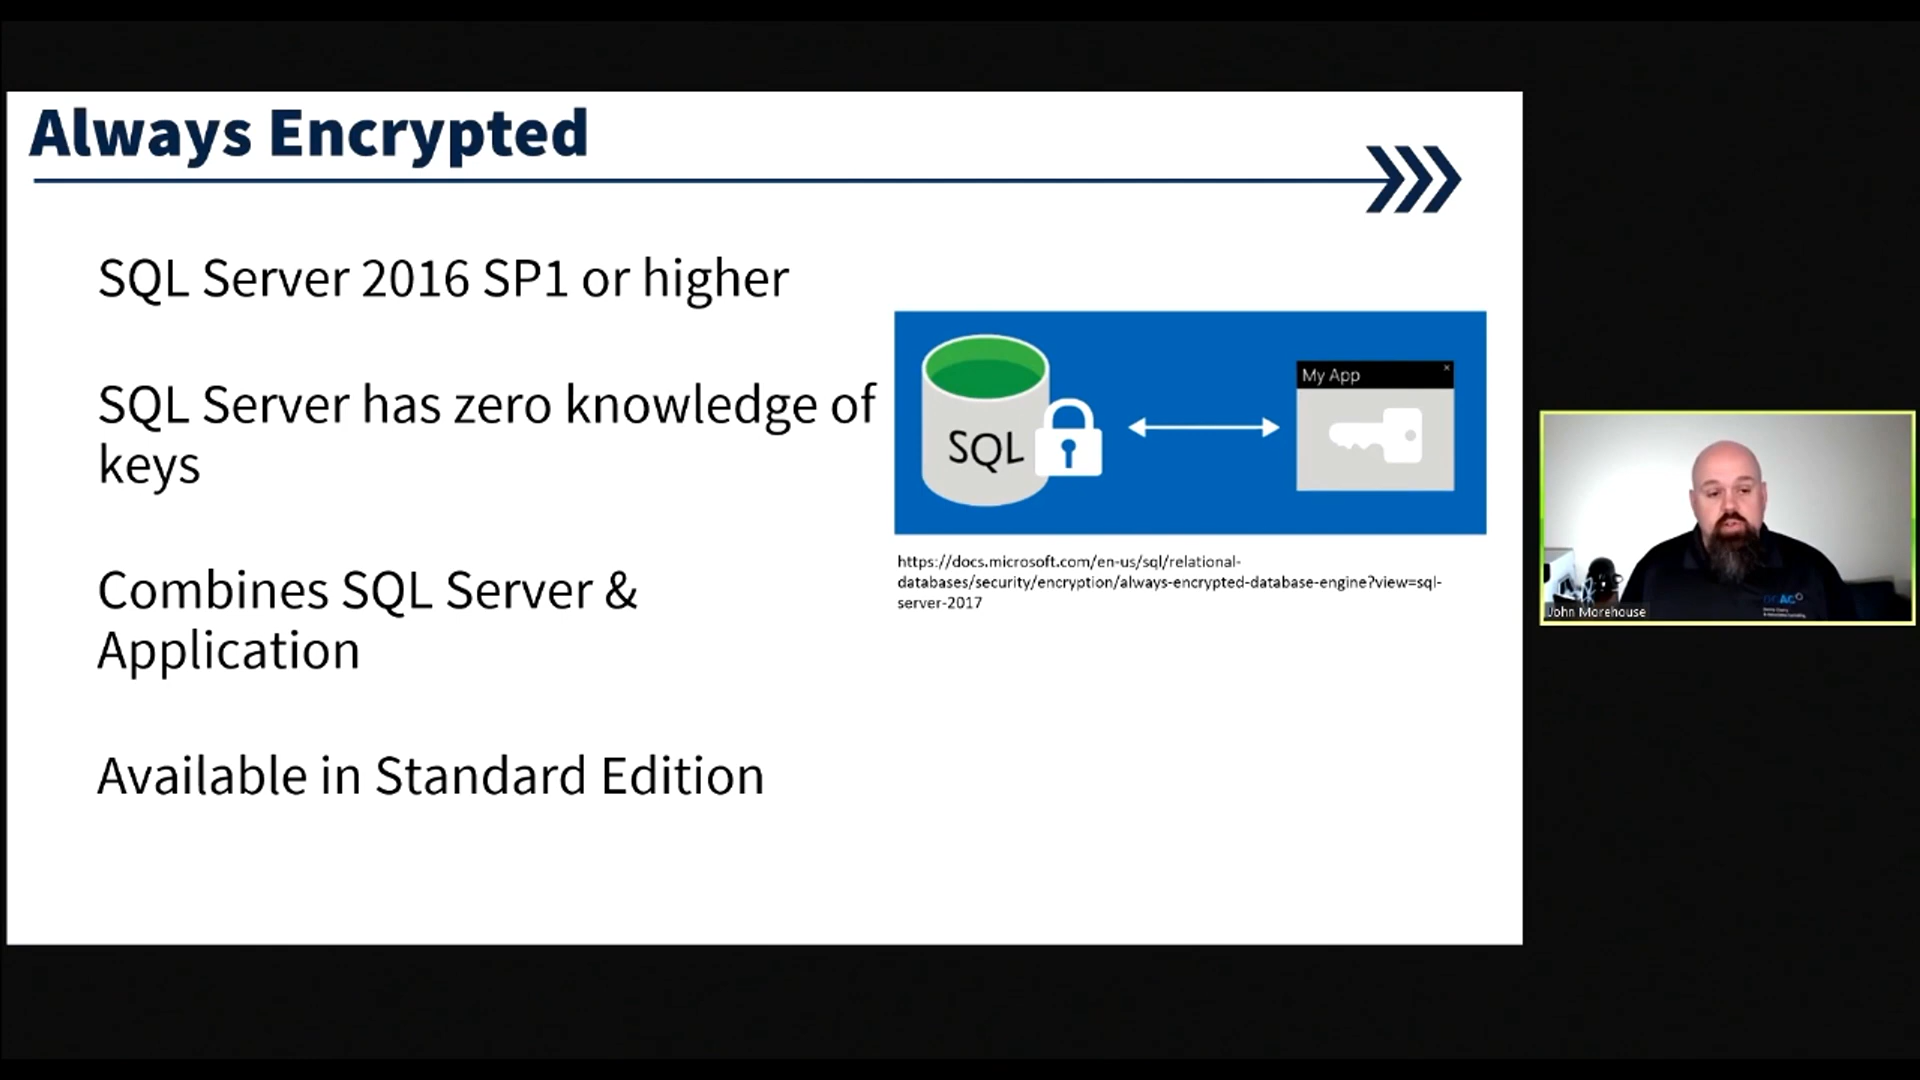 Always Encrypted
SQL Server 2016 SP1 or higher
SQL Server has zero knowledge of
keys
Combines SQL Server &
Application
Available in Standard Edition
SQL
My App
https://docs.microsoft.com/en-us/sql/relational-
databases/security/encryption/always-encrypted-database-engine?view=sql-
server-2017
John Morehouse